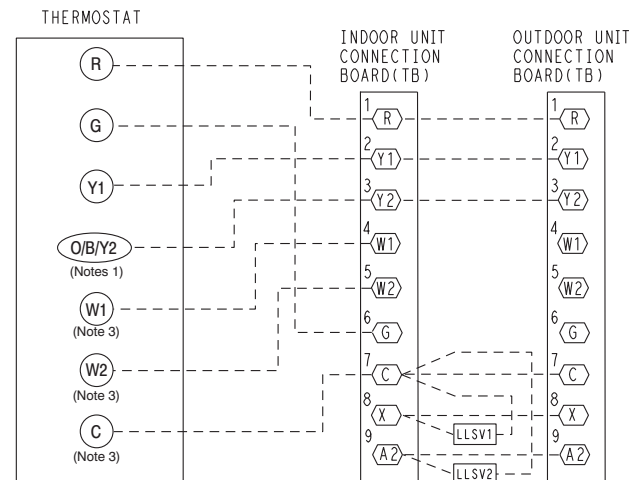 THERMOSTAT
R
G
Y1
O/B/Y2
(Notes 1)
W1
(Note 3)
W2
(Note 3)
C
(Note 3)
INDOOR UNIT
CONNECTION
BOARD(TB)
1
R
2
Y1
3
Y2
4
W1
5
W2
6
G
7
C
8
X
9
A2
LLSV1
LLSV2
OUTDOOR UNIT
CONNECTION
BOARD(TB)
1
R
2
Y1
3
Y2
4
W1
5
W2
6
G
7
C
8
X
9
A2